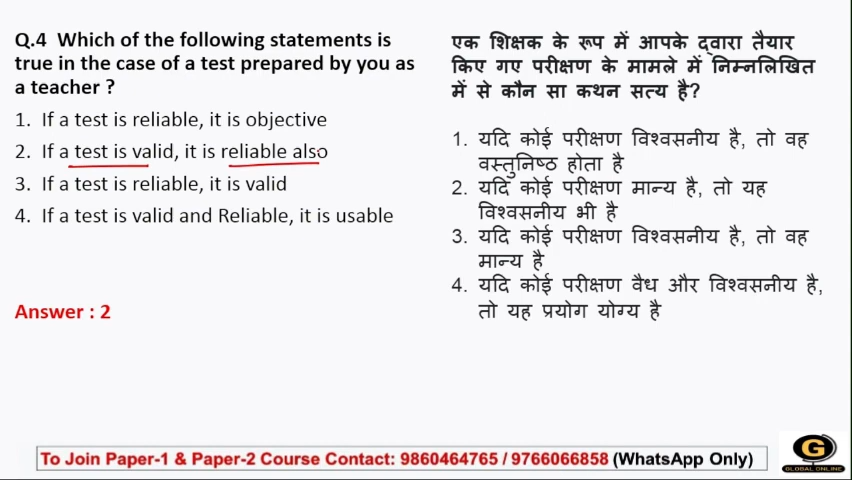 Q.4 Which of the following statements is
true in the case of a test prepared by you as
a teacher ?
1. If a test is reliable, it is objective
2. If a test is valid, it is reliable also
3. If a test is reliable, it is valid
4. If a test is valid and Reliable, it is usable
Answer : 2
एक शिक्षक के रूप में आपके द्वारा तैयार
किए गए परीक्षण के मामले में निम्नलिखित
में से कौन सा कथन सत्य है?
1. यदि कोई परीक्षण विश्वसनीय है, तो वह
वस्तुनिष्ठ होता है
2. यदि कोई परीक्षण मान्य है, तो यह
विश्वसनीय भी है
3. यदि कोई परीक्षण विश्वसनीय है, तो वह
मान्य है
4. यदि कोई परीक्षण वैध और विश्वसनीय है,
तो यह प्रयोग योग्य है
To Join Paper-1 & Paper-2 Course Contact: 9860464765 / 9766066858 (WhatsApp Only)
G
GLOBAL ONLINE